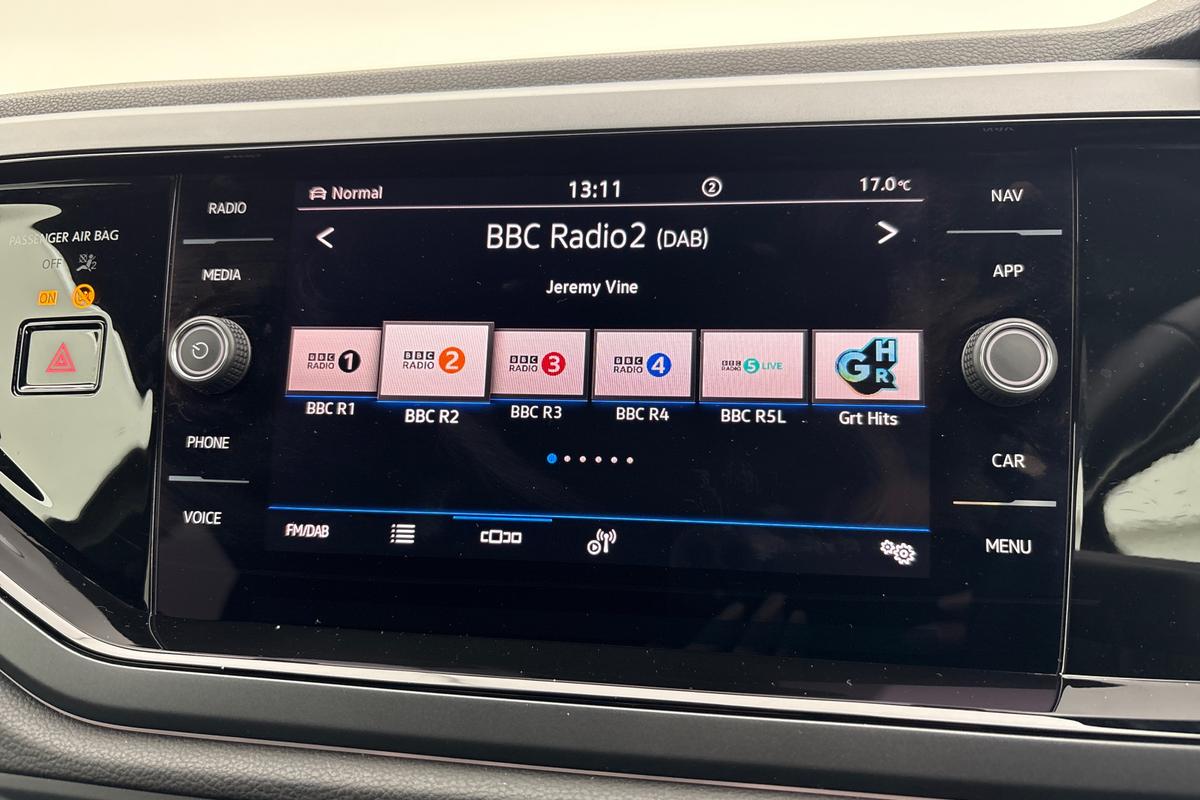 PASSENGER AIR BAG
OFF
ON
RADIO
MEDIA
PHONE
VOICE
Normal 13:11 2 17.0°C
< BBC Radio2 (DAB) >
Jeremy Vine
BBC RADIO 1
BBC RADIO 2
BBC RADIO 3
BBC RADIO 4
BBC RADIO 5 LIVE
GHR
BBC R1 BBC R2 BBC R3 BBC R4 BBC R5L Grt Hits
FM/DAB
NAV
APP
CAR
MENU